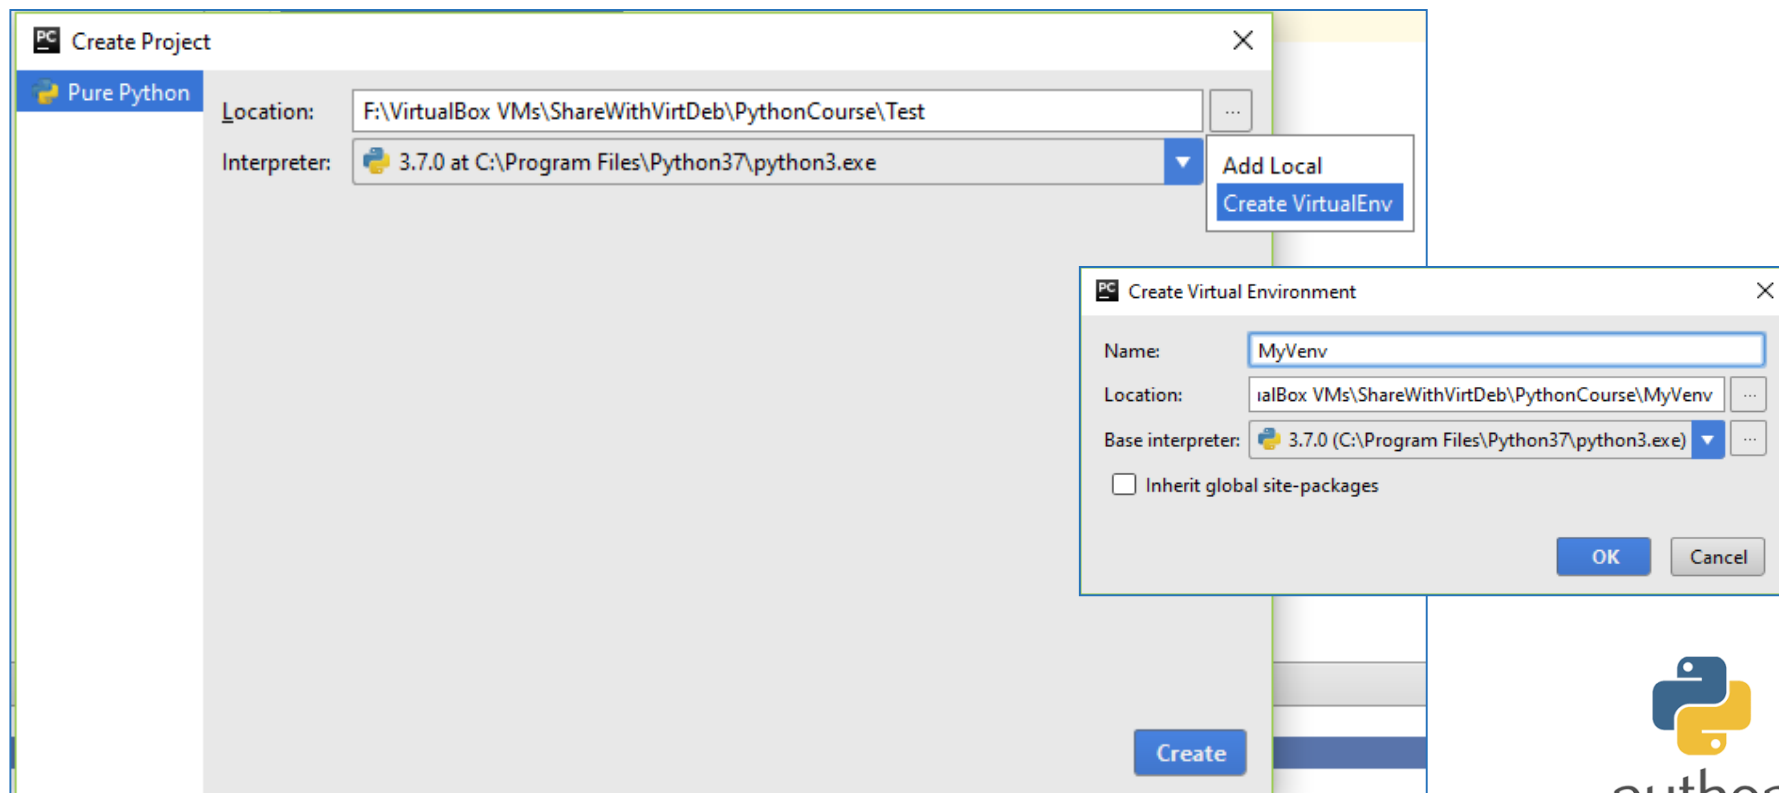 PC Create Project
Pure Python
Location: F:\VirtualBox VMs\ShareWithVirtDeb\PythonCourse\Test ...
Interpreter: 3.7.0 at C:\Program Files\Python37\python3.exe
Add Local
Create VirtualEnv
PC Create Virtual Environment
Name: MyVenv
Location: ıalBox VMs\ShareWithVirtDeb\PythonCourse\MyVenv ...
Base interpreter: 3.7.0 (C:\Program Files\Python37\python3.exe) ...
Inherit global site-packages
OK Cancel
Create